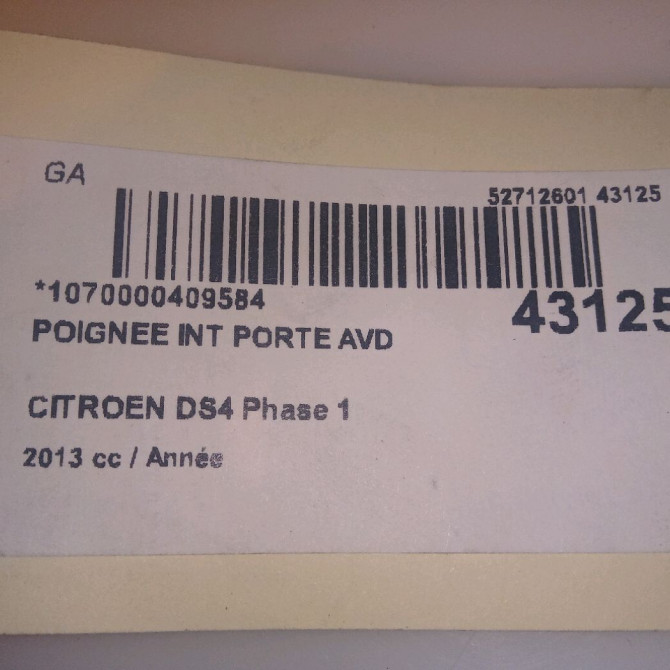 GA
52712601 43125
*1070000409584
43125
POIGNEE INT PORTE AVD
CITROEN DS4 Phase 1
2013 cc / Année